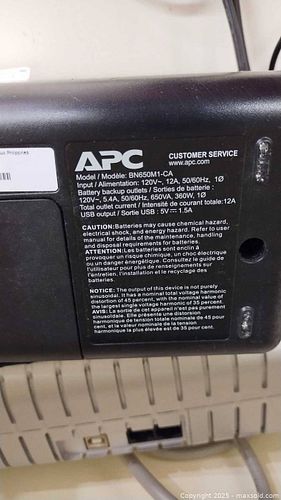 us Philippines
APC
CUSTOMER SERVICE
www.apc.com
Model / Modèle: BN650M1-CA
Input / Alimentation: 120V~, 12A, 50/60Hz, 1Ø
Battery backup outlets / Sorties de batterie :
120V~, 5.4A, 50/60Hz, 650VA, 360W, 1Ø
Total outlet current / Intensité de courant totale:12A
USB output / Sortie USB : 5V⎓ 1.5A
CAUTION:Batteries may cause chemical hazard,
electrical shock, and energy hazard. Refer to user
manual for details of the maintenance, handling
and disposal requirements for batteries.
ATTENTION:Les batteries sont enclin à
provoquer un risque chimique, un choc électrique
ou un danger énergétique. Consultez le guide de
l'utilisateur pour plus de renseignements sur
l'entretien, l'installation et le recyclage des
batteries.
NOTICE: The output of this device is not purely
sinusoidal. It has a nominal total voltage harmonic
distortion of 45 percent, with the nominal value of
the largest single voltage harmonic of 35 percent.
AVIS: La sortie de cet appareil n'est pas purement
sinusoïdale. Elle présente une distorsion
harmonique de tension totale nominale de 45 pour
cent, et la valeur nominale de la tension
harmonique la plus élevée est de 35 pour cent.
Copyright © 2025 - maxsold.com